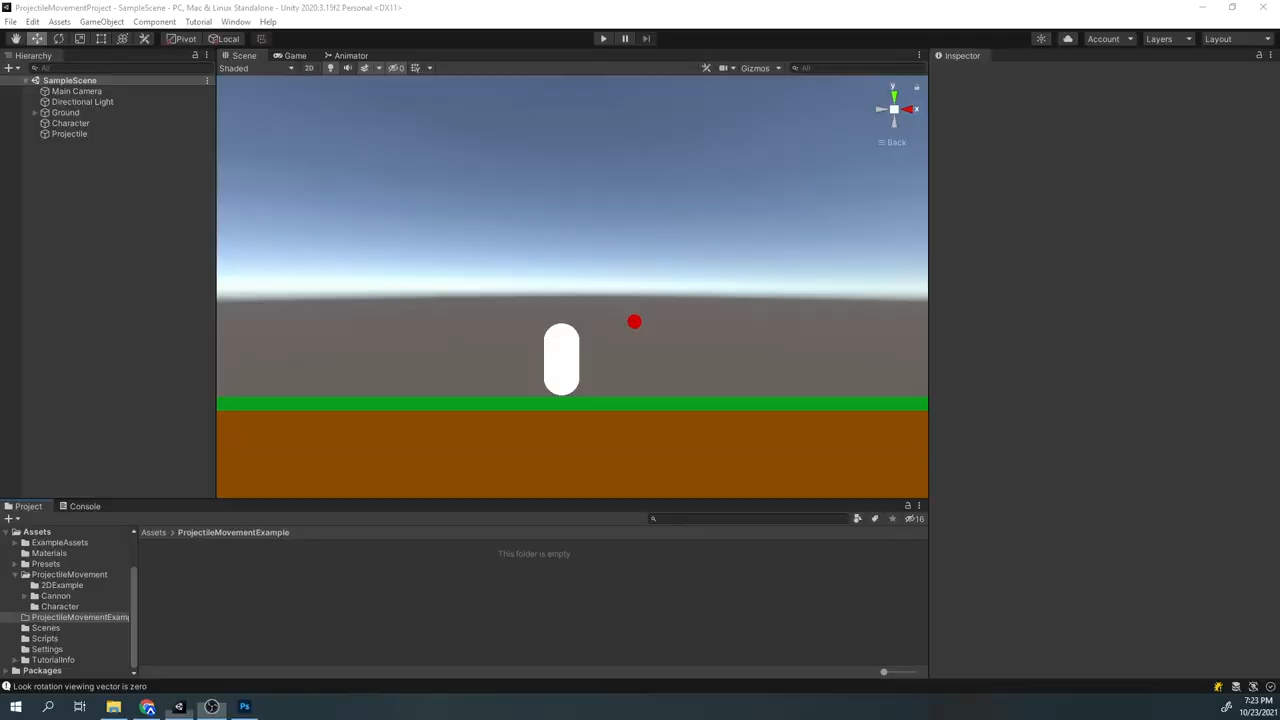 ProjectileMovementProject - SampleScene - PC, Mac & Linux Standalone - Unity 2020.3.15f2 Personal <DX11>
File Edit Assets GameObject Component Tutorial Window Help
Pivot Local Account Layers Layout
Hierarchy Scene Game Animator Inspector
All Shaded 2D 0 Gizmos All
SampleScene
Main Camera
Directional Light
Ground
Character
Projectile
y
x
Back
Project Console
16
Assets Assets > ProjectileMovementExample
ExampleAssets
This folder is empty
Materials
Presets
ProjectileMovement
2DExample
Cannon
Character
ProjectileMovementExamp
Scenes
Scripts
Settings
TutorialInfo
Packages
Look rotation viewing vector is zero
Ps
7:23 PM
10/23/2021